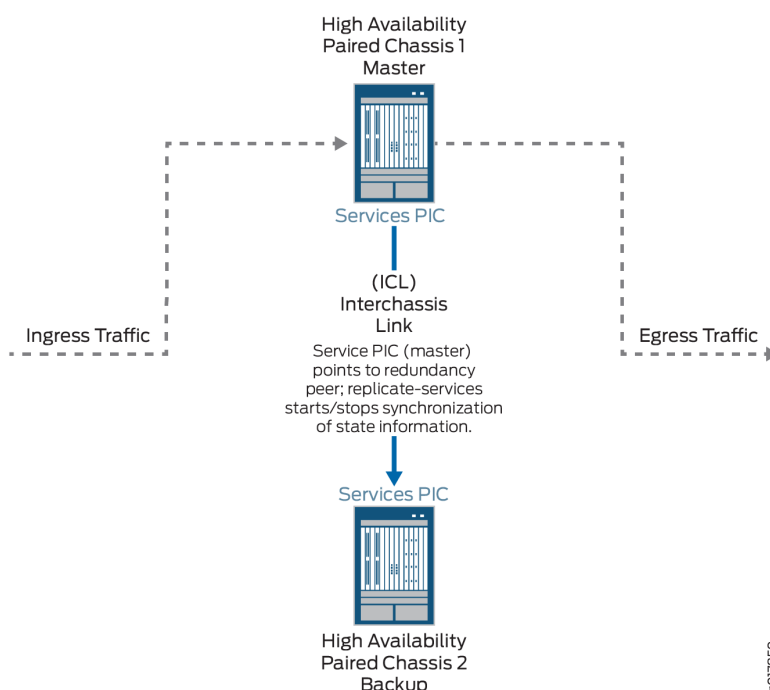 High Availability
Paired Chassis 1
Master
Services PIC
(ICL)
Interchassis
Link
Ingress Traffic
Egress Traffic
Service PIC (master)
points to redundancy
peer; replicate-services
starts/stops synchronization
of state information.
Services PIC
High Availability
Paired Chassis 2
Backup